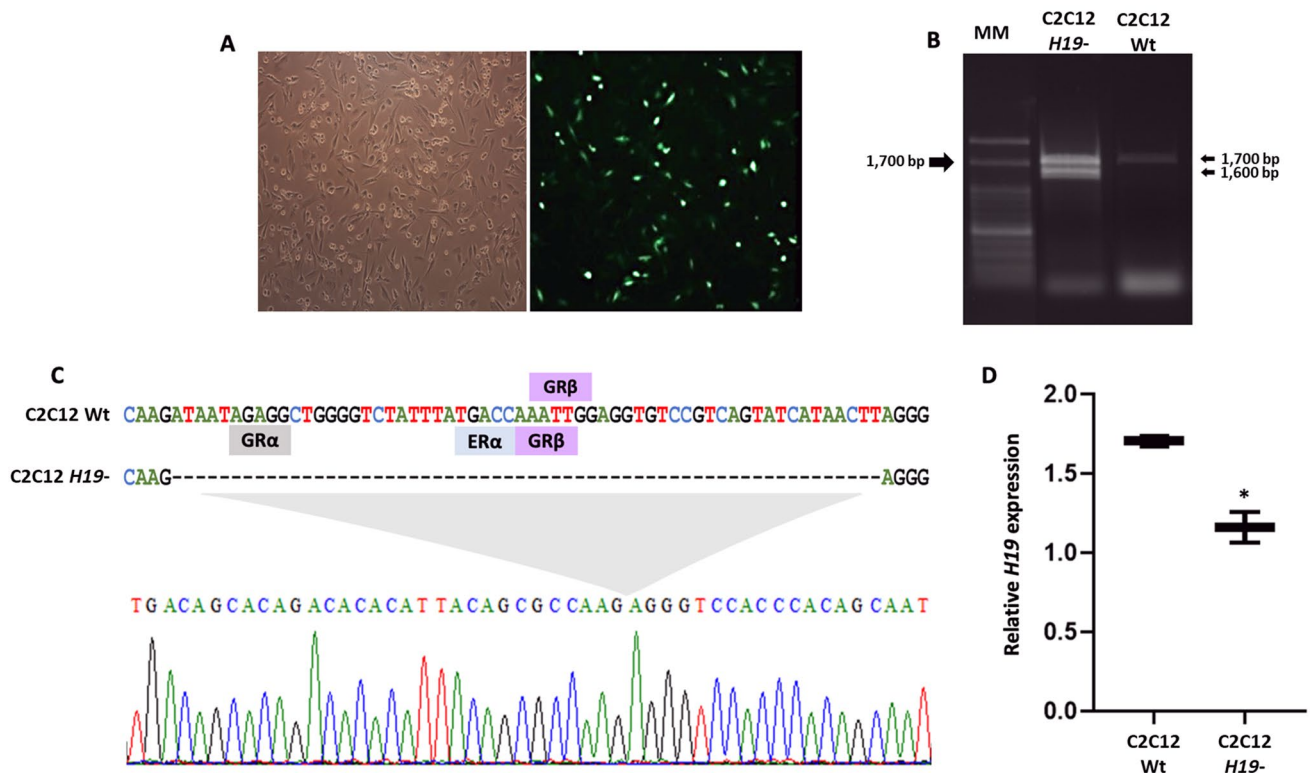 A
B
MM
C2C12
H19-
C2C12
Wt
1,700 bp
1,700 bp
1,600 bp
C
GRβ
C2C12 Wt CAAGATAATAGAGGCTGGGGTCTATTTATGACCAAATTGGAGGTGTCCGTCAGTATCATAACTTAGGG
GRα
ERα
GRβ
C2C12 H19- CAAG----------------------------------------------------------AGGG
TGACAGCACAGACACACATTACAGCGCCAAGAGGGTCCACCCACAGCAAT
D
Relative H19 expression
2.0
1.5
1.0
0.5
0.0
*
C2C12
Wt
C2C12
H19-